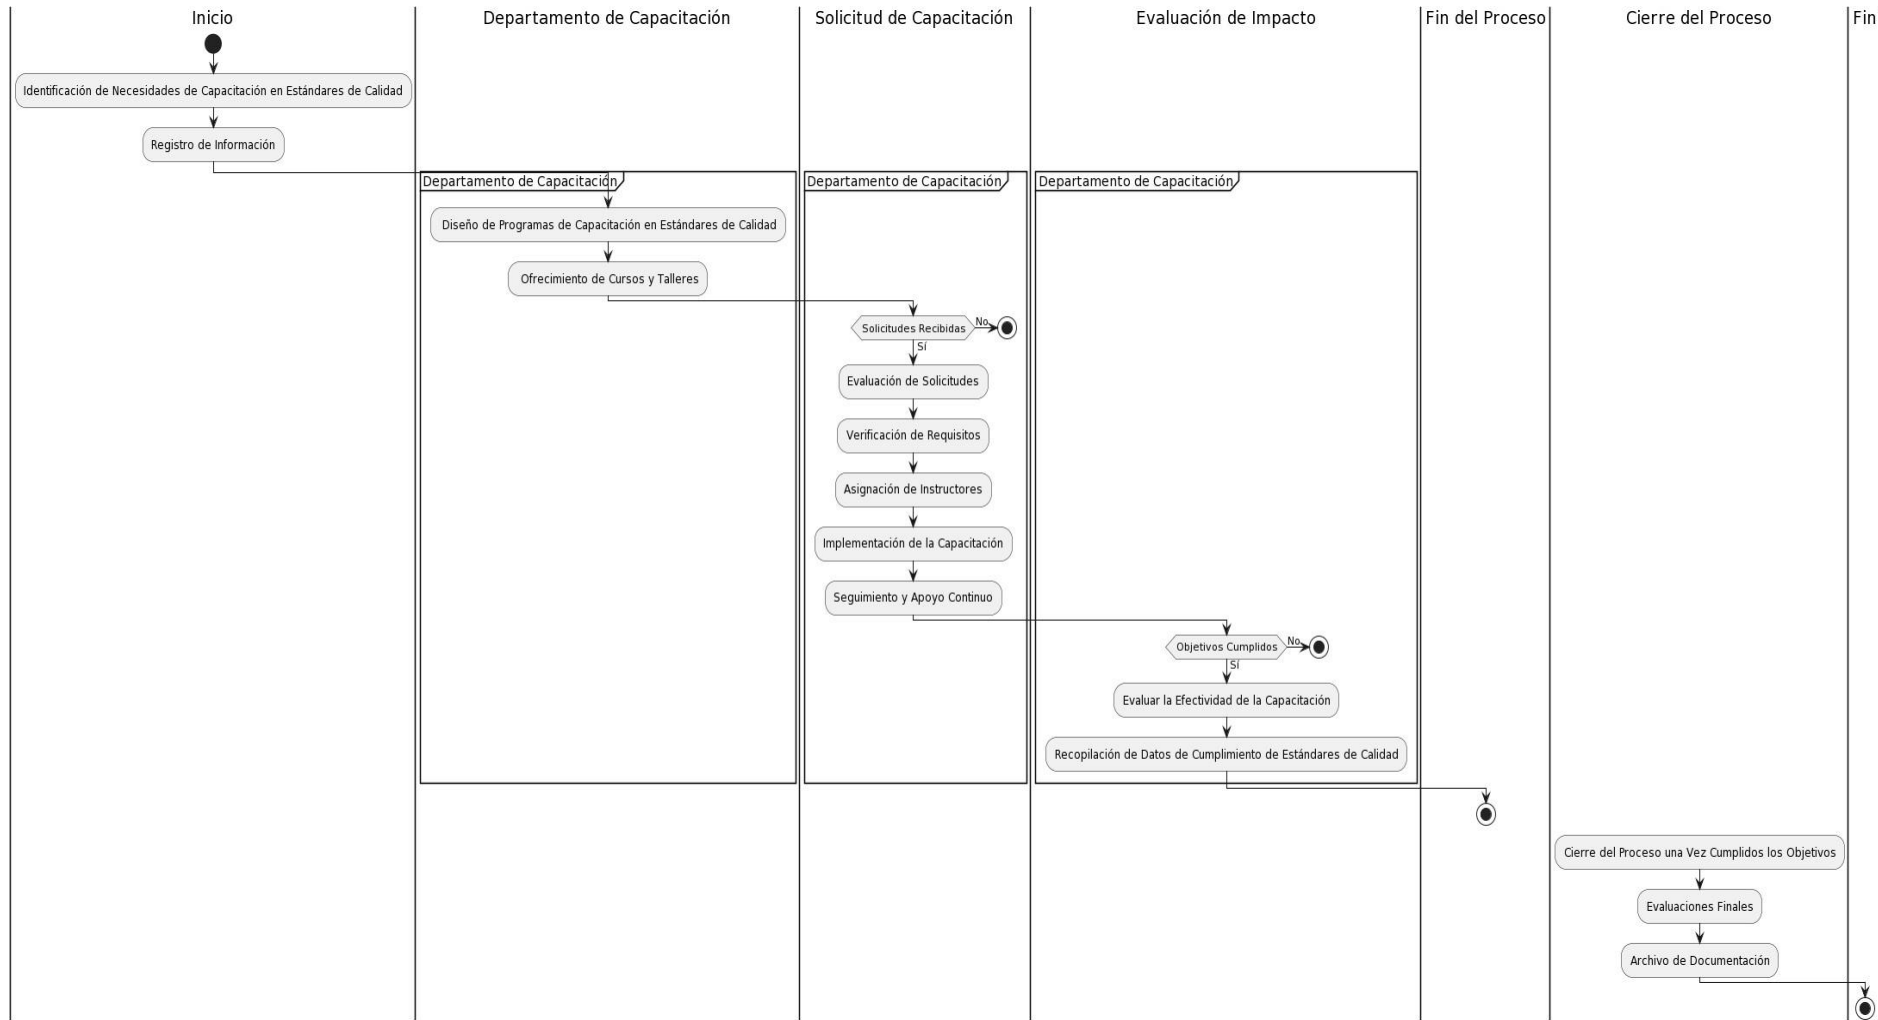 Inicio
Departamento de Capacitación
Solicitud de Capacitación
Evaluación de Impacto
Fin del Proceso
Cierre del Proceso
Fin
Identificación de Necesidades de Capacitación en Estándares de Calidad
Registro de Información
Departamento de Capacitación
Departamento de Capacitación
Departamento de Capacitación
Diseño de Programas de Capacitación en Estándares de Calidad
Ofrecimiento de Cursos y Talleres
Solicitudes Recibidas
No
Sí
Evaluación de Solicitudes
Verificación de Requisitos
Asignación de Instructores
Implementación de la Capacitación
Seguimiento y Apoyo Continuo
Objetivos Cumplidos
No
Sí
Evaluar la Efectividad de la Capacitación
Recopilación de Datos de Cumplimiento de Estándares de Calidad
Cierre del Proceso una Vez Cumplidos los Objetivos
Evaluaciones Finales
Archivo de Documentación